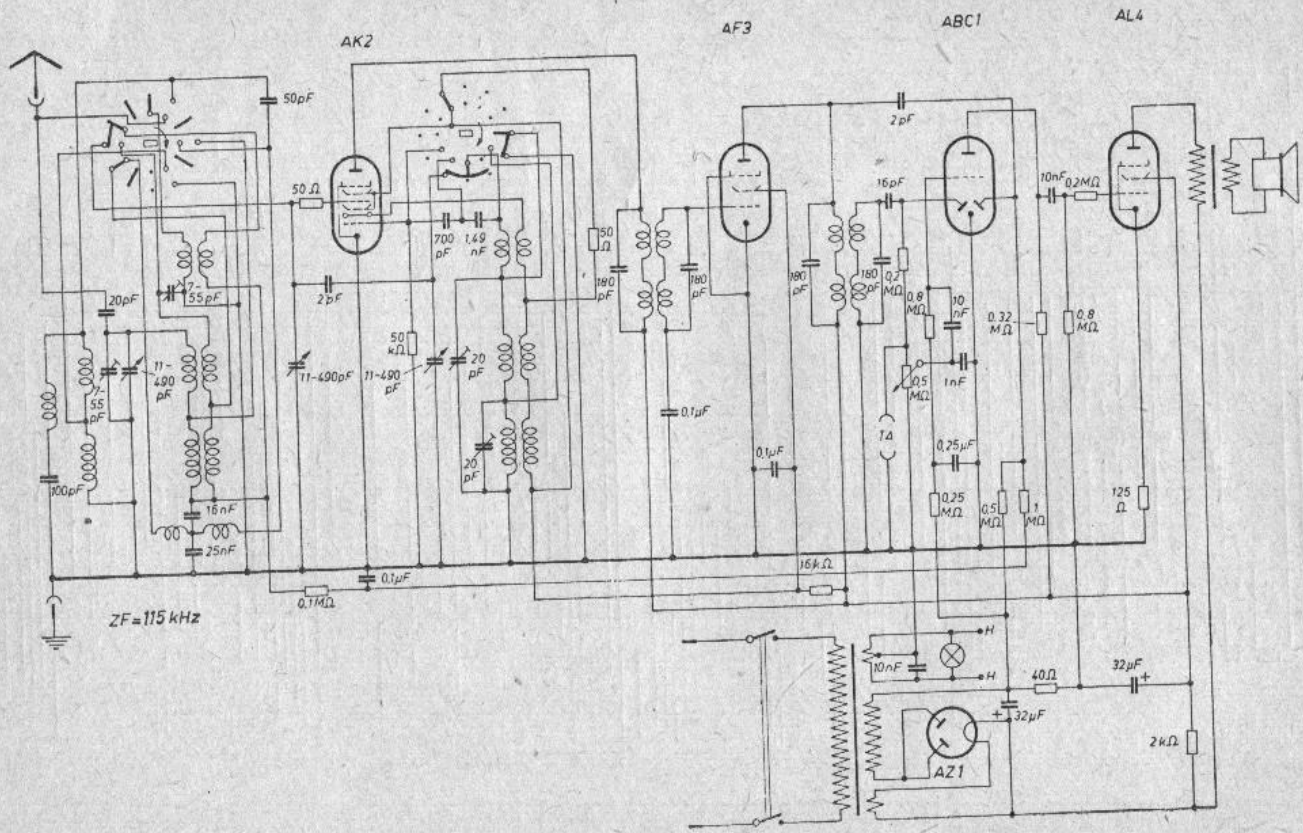 AK2
AF3
ABC1
AL4
50pF
50Ω
700
pF
1,49
nF
50
Ω
2pF
16pF
10nF
0,2MΩ
7-
55pF
20pF
2pF
180
pF
180
pF
180
pF
180
pF
0,2
MΩ
0,8
MΩ
10
nF
0,32
MΩ
0,8
MΩ
11-
490
pF
7-
55
pF
11-490pF
50
kΩ
11-490
pF
20
pF
0,5
MΩ
1nF
TA
0,1µF
20
pF
0,1µF
0,25µF
100pF
16nF
25nF
0,25
MΩ
0,5
MΩ
1
MΩ
125
Ω
0,1µF
0,1MΩ
16kΩ
ZF=115 kHz
H
10nF
H
40Ω
32µF
+
+
32µF
AZ1
2kΩ